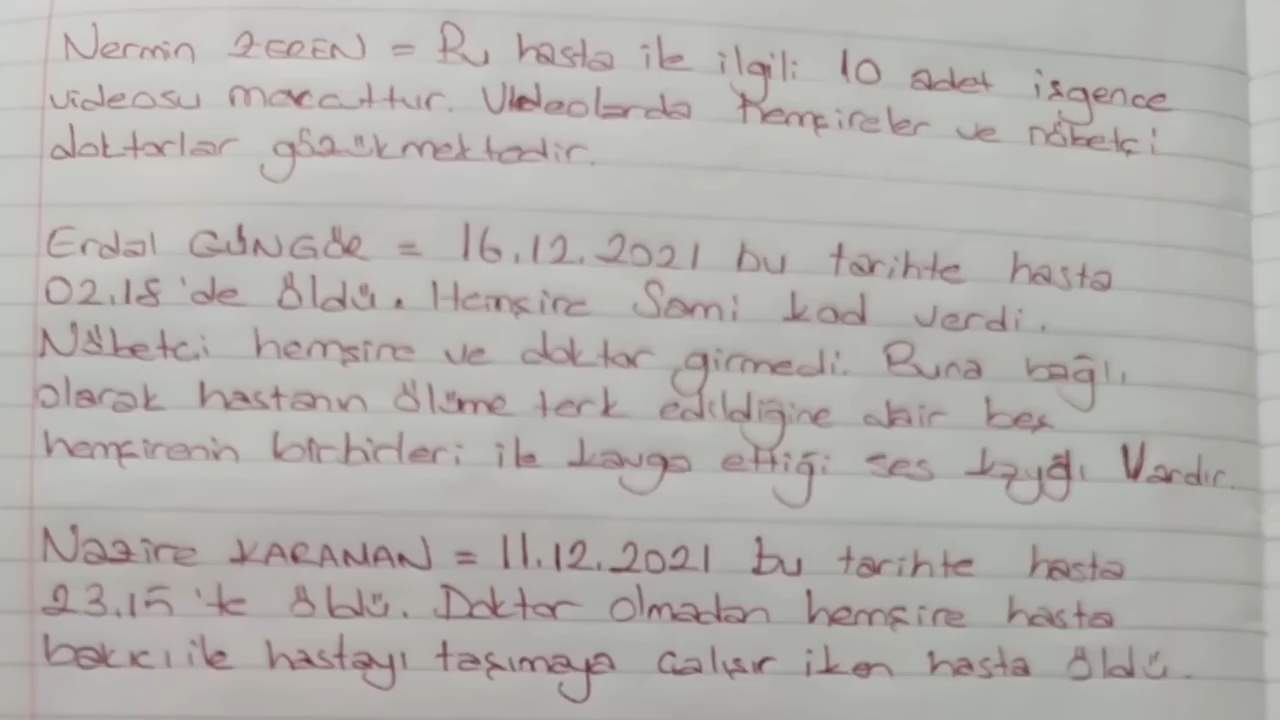 Nermin ZEREN = Bu hasta ile ilgili 10 adet işgence
videosu mevcuttur. Videolarda hemşireler ve nöbetçi
doktorlar gözükmektedir.
Erdal GÜNGÖR = 16.12.2021 bu tarihte hasta
02.18'de öldü. Hemşire Sami kod verdi.
Nöbetci hemşire ve doktor girmedi. Buna bağlı
olarak hastanın ölüme terk edildiğine dair beş
hemşirenin birbirleri ile kavga ettiği ses kaydı Vardır.
Nazire KARANAN = 11.12.2021 bu tarihte hasta
23.15'te öldü. Doktor olmadan hemşire hasta
bakıcı ile hastayı taşımaya çalışır iken hasta öldü.